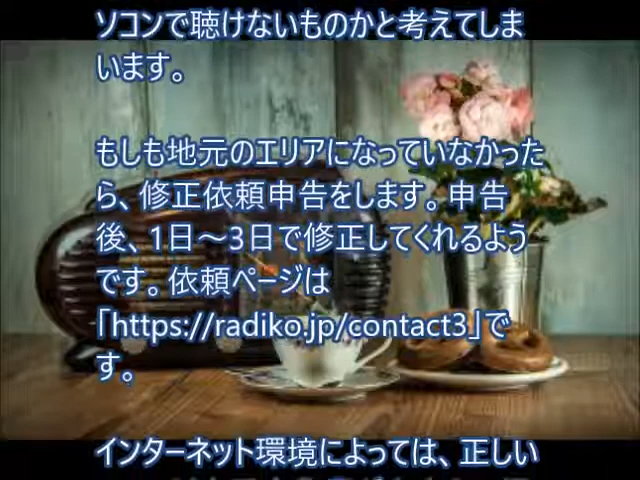 ソコンで聴けないものかと考えてしま
います。
もしも地元のエリアになっていなかった
ら、修正依頼申告をします。申告
後、1日～3日で修正してくれるよう
です。依頼ページは
「https://radiko.jp/contact3」で
す。
インターネット環境によっては、正しい